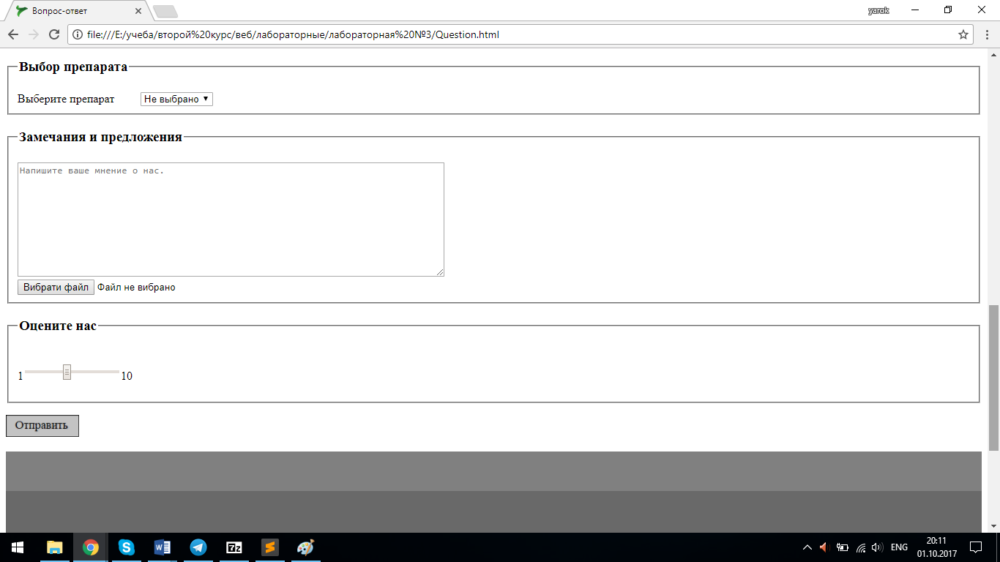 Вопрос-ответ
yarok
file:///E:/учеба/второй%20курс/веб/лабораторные/лабораторная%20№3/Question.html
Выбор препарата
Выберите препарат Не выбрано
Замечания и предложения
Напишите ваше мнение о нас.
Вибрати файл Файл не вибрано
Оцените нас
1 10
Отправить
7z
ENG
20:11
01.10.2017